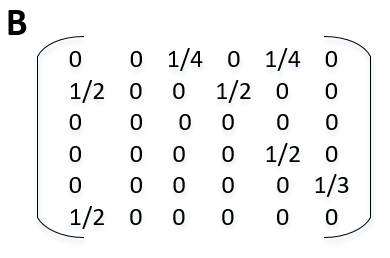 B
0 0 1/4 0 1/4 0
1/2 0 0 1/2 0 0
0 0 0 0 0 0
0 0 0 0 1/2 0
0 0 0 0 0 1/3
1/2 0 0 0 0 0